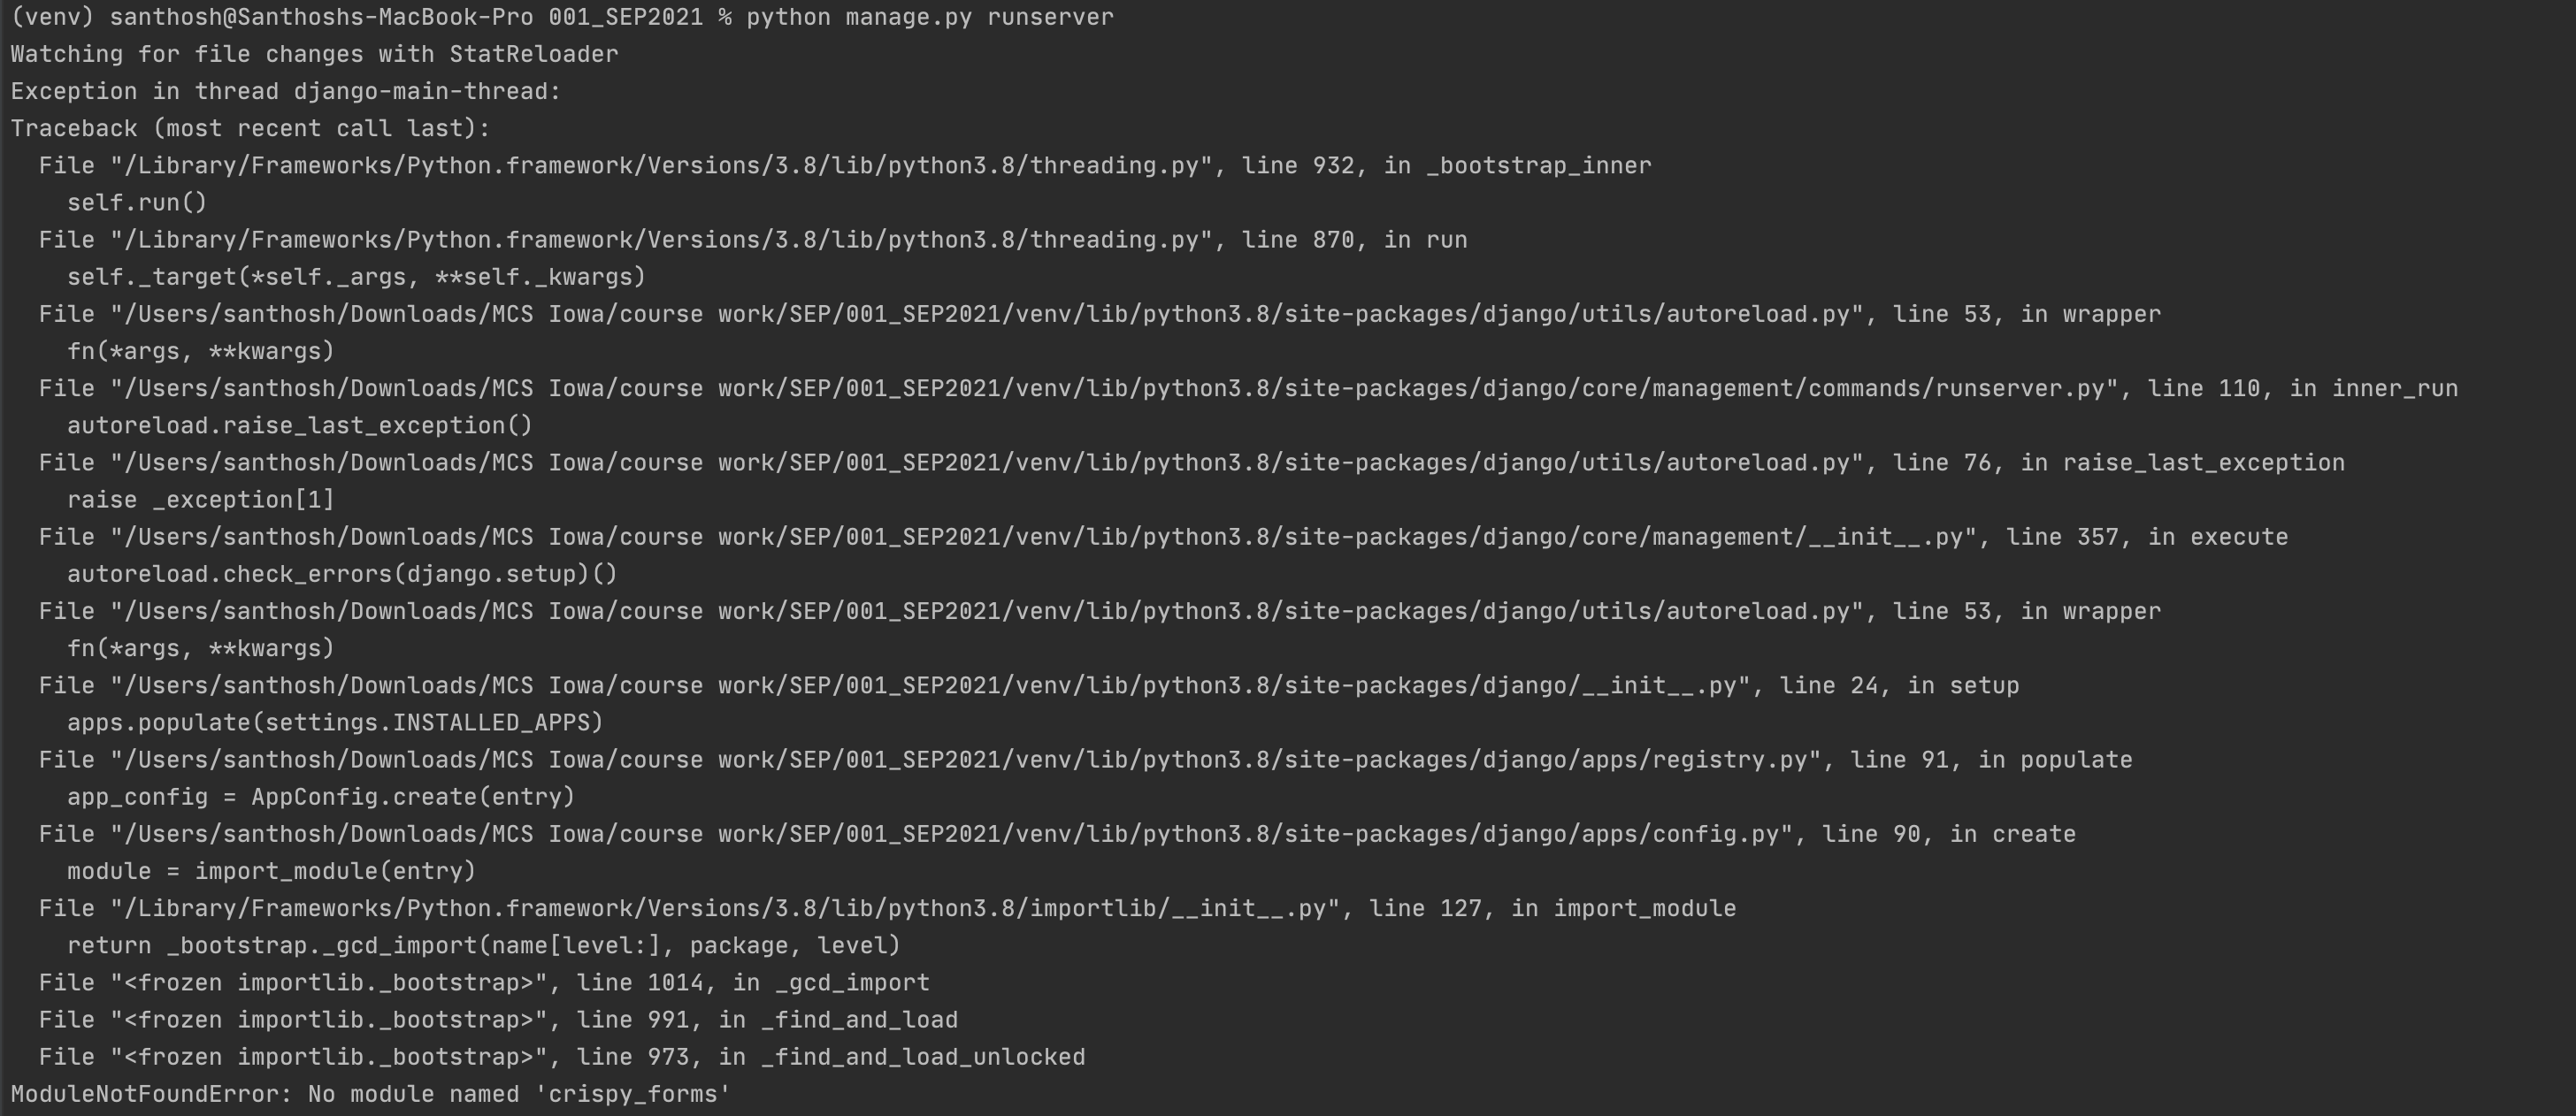 (venv) santhosh@Santhoshs-MacBook-Pro 001_SEP2021 % python manage.py runserver
Watching for file changes with StatReloader
Exception in thread django-main-thread:
Traceback (most recent call last):
  File "/Library/Frameworks/Python.framework/Versions/3.8/lib/python3.8/threading.py", line 932, in _bootstrap_inner
    self.run()
  File "/Library/Frameworks/Python.framework/Versions/3.8/lib/python3.8/threading.py", line 870, in run
    self._target(*self._args, **self._kwargs)
  File "/Users/santhosh/Downloads/MCS Iowa/course work/SEP/001_SEP2021/venv/lib/python3.8/site-packages/django/utils/autoreload.py", line 53, in wrapper
    fn(*args, **kwargs)
  File "/Users/santhosh/Downloads/MCS Iowa/course work/SEP/001_SEP2021/venv/lib/python3.8/site-packages/django/core/management/commands/runserver.py", line 110, in inner_run
    autoreload.raise_last_exception()
  File "/Users/santhosh/Downloads/MCS Iowa/course work/SEP/001_SEP2021/venv/lib/python3.8/site-packages/django/utils/autoreload.py", line 76, in raise_last_exception
    raise _exception[1]
  File "/Users/santhosh/Downloads/MCS Iowa/course work/SEP/001_SEP2021/venv/lib/python3.8/site-packages/django/core/management/__init__.py", line 357, in execute
    autoreload.check_errors(django.setup)()
  File "/Users/santhosh/Downloads/MCS Iowa/course work/SEP/001_SEP2021/venv/lib/python3.8/site-packages/django/utils/autoreload.py", line 53, in wrapper
    fn(*args, **kwargs)
  File "/Users/santhosh/Downloads/MCS Iowa/course work/SEP/001_SEP2021/venv/lib/python3.8/site-packages/django/__init__.py", line 24, in setup
    apps.populate(settings.INSTALLED_APPS)
  File "/Users/santhosh/Downloads/MCS Iowa/course work/SEP/001_SEP2021/venv/lib/python3.8/site-packages/django/apps/registry.py", line 91, in populate
    app_config = AppConfig.create(entry)
  File "/Users/santhosh/Downloads/MCS Iowa/course work/SEP/001_SEP2021/venv/lib/python3.8/site-packages/django/apps/config.py", line 90, in create
    module = import_module(entry)
  File "/Library/Frameworks/Python.framework/Versions/3.8/lib/python3.8/importlib/__init__.py", line 127, in import_module
    return _bootstrap._gcd_import(name[level:], package, level)
  File "<frozen importlib._bootstrap>", line 1014, in _gcd_import
  File "<frozen importlib._bootstrap>", line 991, in _find_and_load
  File "<frozen importlib._bootstrap>", line 973, in _find_and_load_unlocked
ModuleNotFoundError: No module named 'crispy_forms'